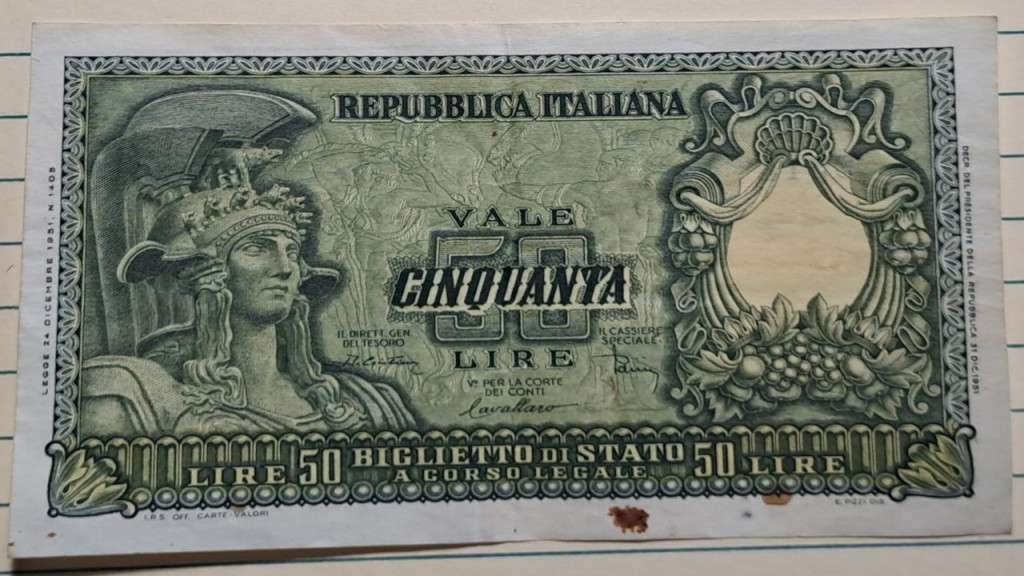 REPUBBLICA ITALIANA
VALE
50
CINQUANTA
LIRE
IL DIRETT. GEN.
DEL TESORO
IL CASSIERE
SPECIALE
Vº PER LA CORTE
DEI CONTI
Cavallaro
LEGGE 24 DICEMBRE 1951, N. 1405
DECR. DEL PRESIDENTE DELLA REPUBBLICA 31 DIC. 1951
LIRE 50 BIGLIETTO DI STATO 50 LIRE
A CORSO LEGALE
I.P.S. OFF. CARTE-VALORI